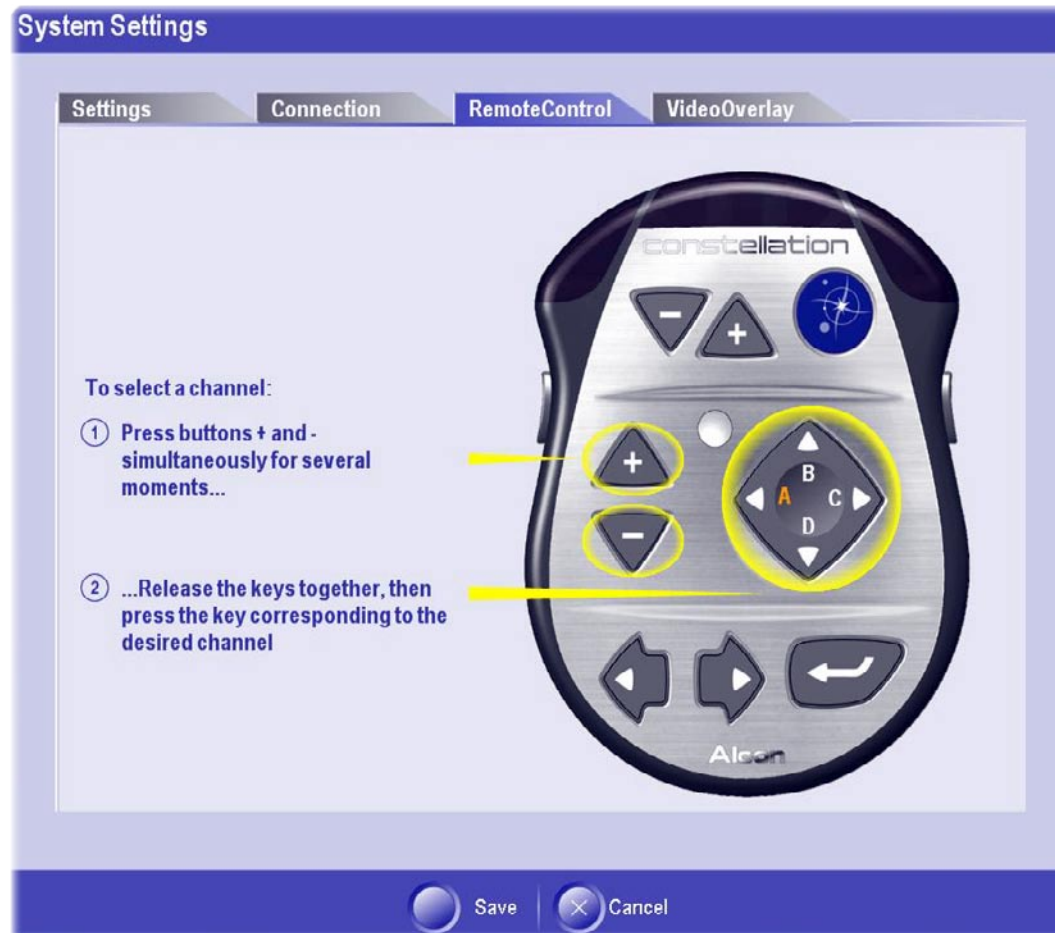 System Settings
Settings
Connection
RemoteControl
VideoOverlay
constellation
- +
To select a channel:
1 Press buttons + and -
simultaneously for several
moments...
+
-
B
A C
D
2 ...Release the keys together, then
press the key corresponding to the
desired channel
Alcon
Save
Cancel